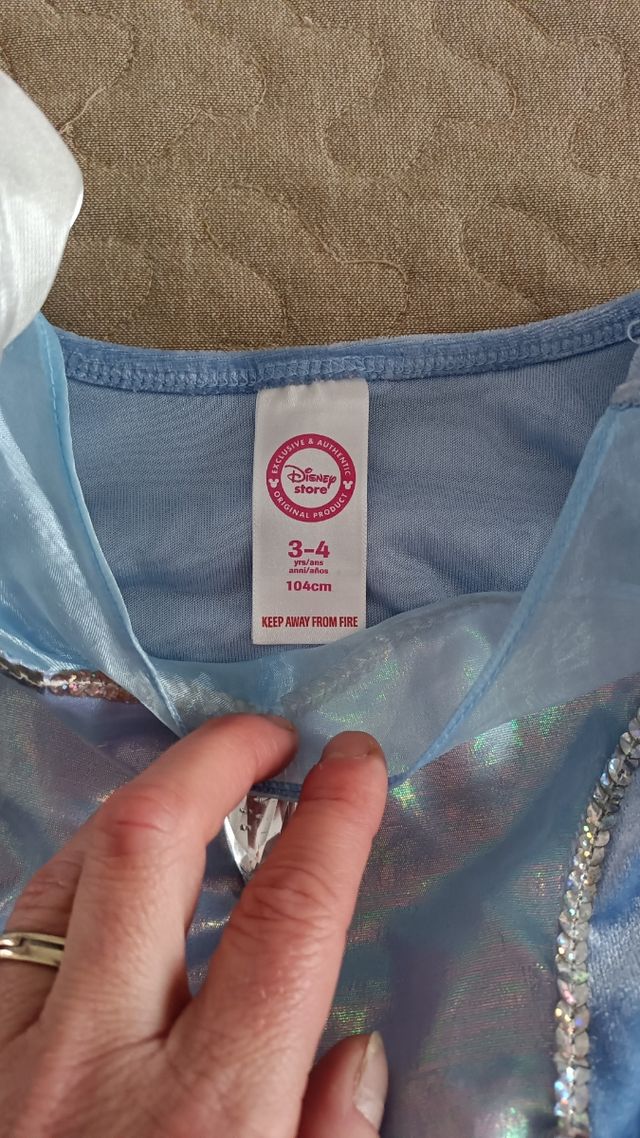 EXCLUSIVE & AUTHENTIC
Disney
store
ORIGINAL PRODUCT
3-4
yrs/ans
anni/años
104cm
KEEP AWAY FROM FIRE